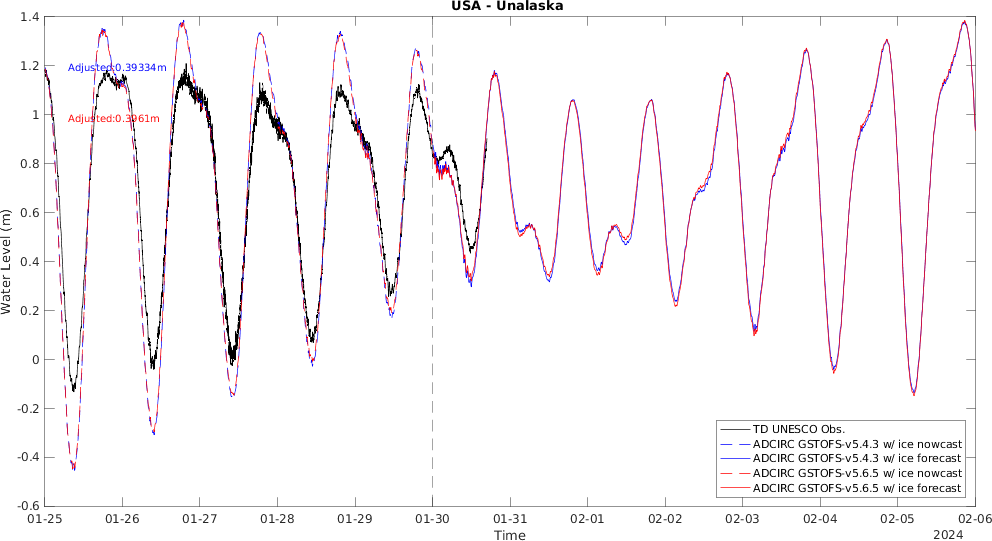 USA - Unalaska
1.4
1.2
1
0.8
0.6
0.4
0.2
0
-0.2
-0.4
-0.6
Water Level (m)
Adjusted:0.39334m
Adjusted:0.3961m
TD UNESCO Obs.
ADCIRC GSTOFS-v5.4.3 w/ ice nowcast
ADCIRC GSTOFS-v5.4.3 w/ ice forecast
ADCIRC GSTOFS-v5.6.5 w/ ice nowcast
ADCIRC GSTOFS-v5.6.5 w/ ice forecast
01-25 01-26 01-27 01-28 01-29 01-30 01-31 02-01 02-02 02-03 02-04 02-05 02-06
Time
2024